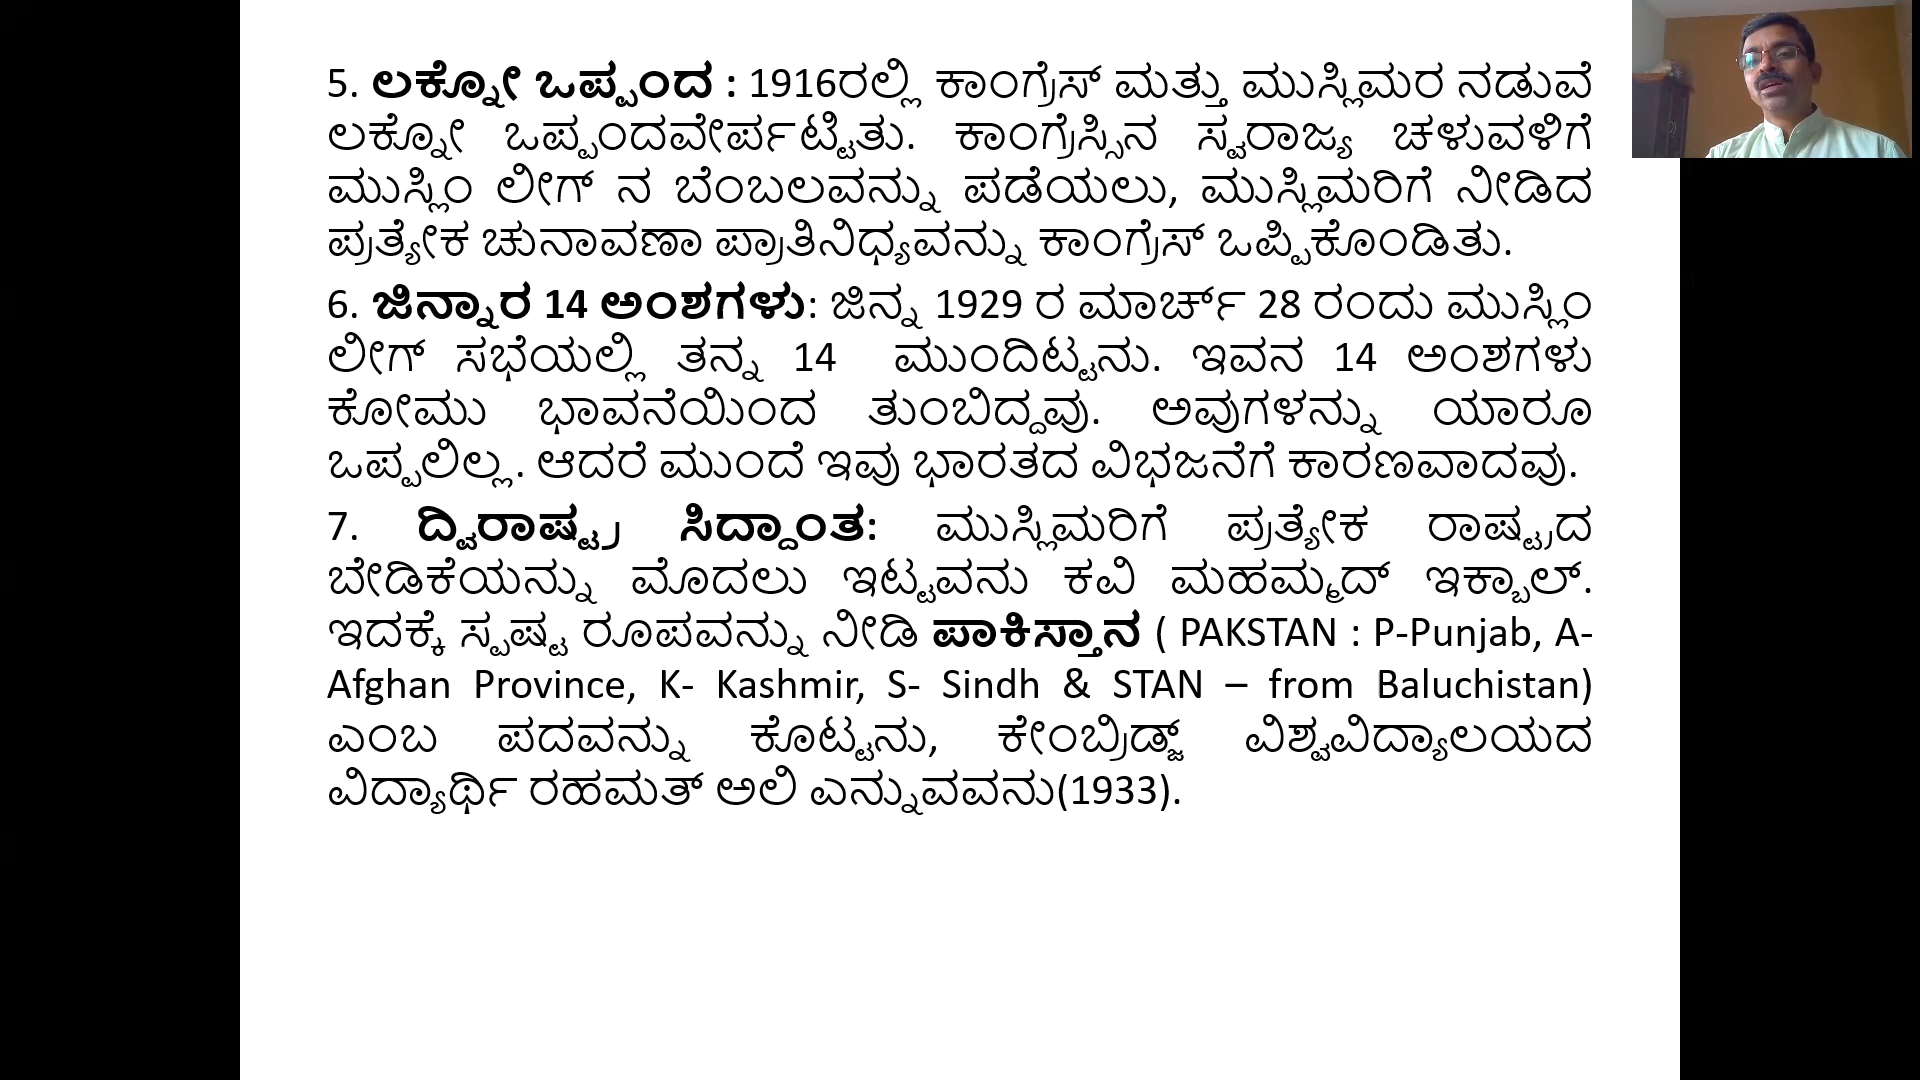 5. ಲಕ್ನೋ ಒಪ್ಪಂದ : 1916ರಲ್ಲಿ ಕಾಂಗ್ರೆಸ್ ಮತ್ತು ಮುಸ್ಲಿಮರ ನಡುವೆ
ಲಕ್ನೋ ಒಪ್ಪಂದವೇರ್ಪಟ್ಟಿತು. ಕಾಂಗ್ರೆಸ್ಸಿನ ಸ್ವರಾಜ್ಯ ಚಳುವಳಿಗೆ
ಮುಸ್ಲಿಂ ಲೀಗ್ ನ ಬೆಂಬಲವನ್ನು ಪಡೆಯಲು, ಮುಸ್ಲಿಮರಿಗೆ ನೀಡಿದ
ಪ್ರತ್ಯೇಕ ಚುನಾವಣಾ ಪ್ರಾತಿನಿಧ್ಯವನ್ನು ಕಾಂಗ್ರೆಸ್ ಒಪ್ಪಿಕೊಂಡಿತು.
6. ಜಿನ್ನಾರ 14 ಅಂಶಗಳು: ಜಿನ್ನ 1929 ರ ಮಾರ್ಚ್ 28 ರಂದು ಮುಸ್ಲಿಂ
ಲೀಗ್ ಸಭೆಯಲ್ಲಿ ತನ್ನ 14 ಮುಂದಿಟ್ಟನು. ಇವನ 14 ಅಂಶಗಳು
ಕೋಮು ಭಾವನೆಯಿಂದ ತುಂಬಿದ್ದವು. ಅವುಗಳನ್ನು ಯಾರೂ
ಒಪ್ಪಲಿಲ್ಲ. ಆದರೆ ಮುಂದೆ ಇವು ಭಾರತದ ವಿಭಜನೆಗೆ ಕಾರಣವಾದವು.
7. ದ್ವಿರಾಷ್ಟ್ರ ಸಿದ್ದಾಂತ: ಮುಸ್ಲಿಮರಿಗೆ ಪ್ರತ್ಯೇಕ ರಾಷ್ಟ್ರದ
ಬೇಡಿಕೆಯನ್ನು ಮೊದಲು ಇಟ್ಟವನು ಕವಿ ಮಹಮ್ಮದ್ ಇಕ್ಬಾಲ್.
ಇದಕ್ಕೆ ಸ್ಪಷ್ಟ ರೂಪವನ್ನು ನೀಡಿ ಪಾಕಿಸ್ತಾನ ( PAKSTAN : P-Punjab, A-
Afghan Province, K- Kashmir, S- Sindh & STAN – from Baluchistan)
ಎಂಬ ಪದವನ್ನು ಕೊಟ್ಟನು, ಕೇಂಬ್ರಿಡ್ಜ್ ವಿಶ್ವವಿದ್ಯಾಲಯದ
ವಿದ್ಯಾರ್ಥಿ ರಹಮತ್ ಅಲಿ ಎನ್ನುವವನು(1933).